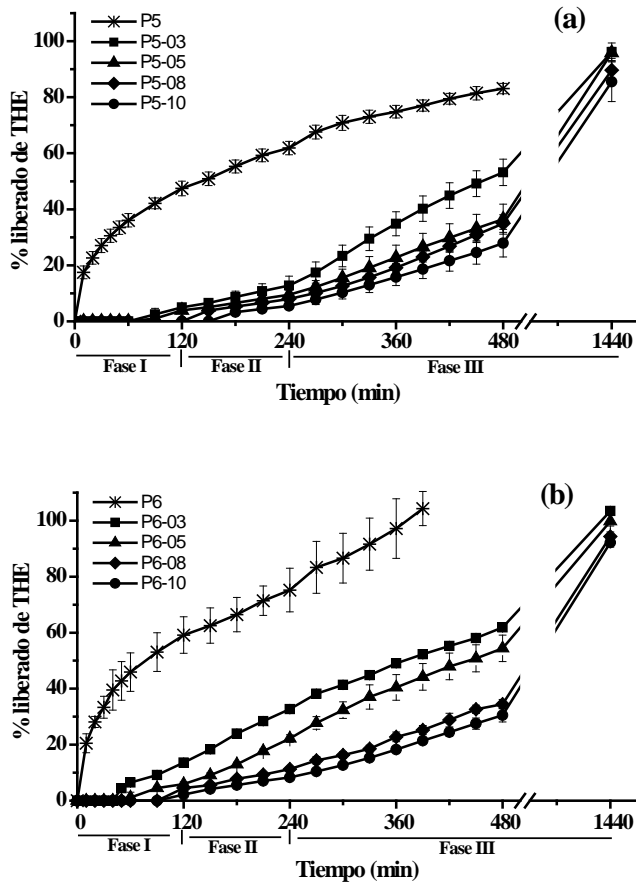 (a)
P5
P5-03
P5-05
P5-08
P5-10
% liberado de THE
100
80
60
40
20
0
0 120 240 360 480 1440
Fase I Fase II Fase III
Tiempo (min)
(b)
P6
P6-03
P6-05
P6-08
P6-10
% liberado de THE
100
80
60
40
20
0
0 120 240 360 480 1440
Fase I Fase II Fase III
Tiempo (min)